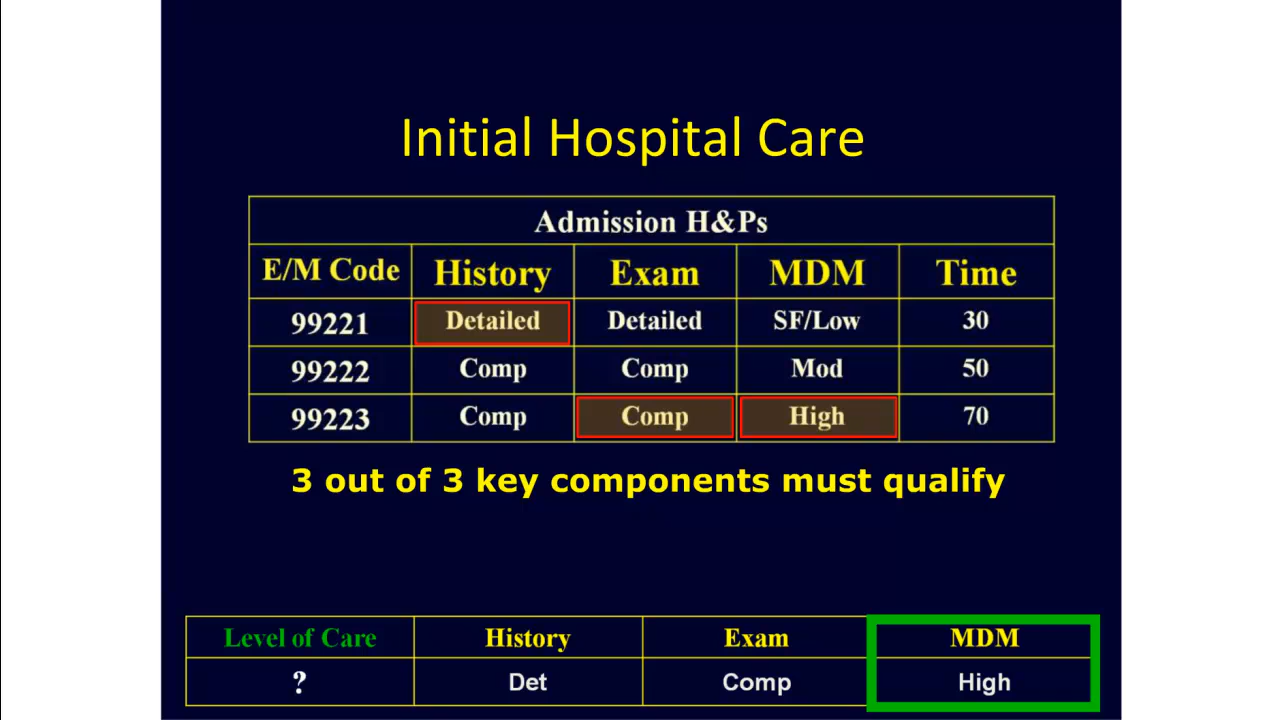 Initial Hospital Care
Admission H&Ps
E/M Code History Exam MDM Time
99221 Detailed Detailed SF/Low 30
99222 Comp Comp Mod 50
99223 Comp Comp High 70
3 out of 3 key components must qualify
Level of Care History Exam MDM
? Det Comp High